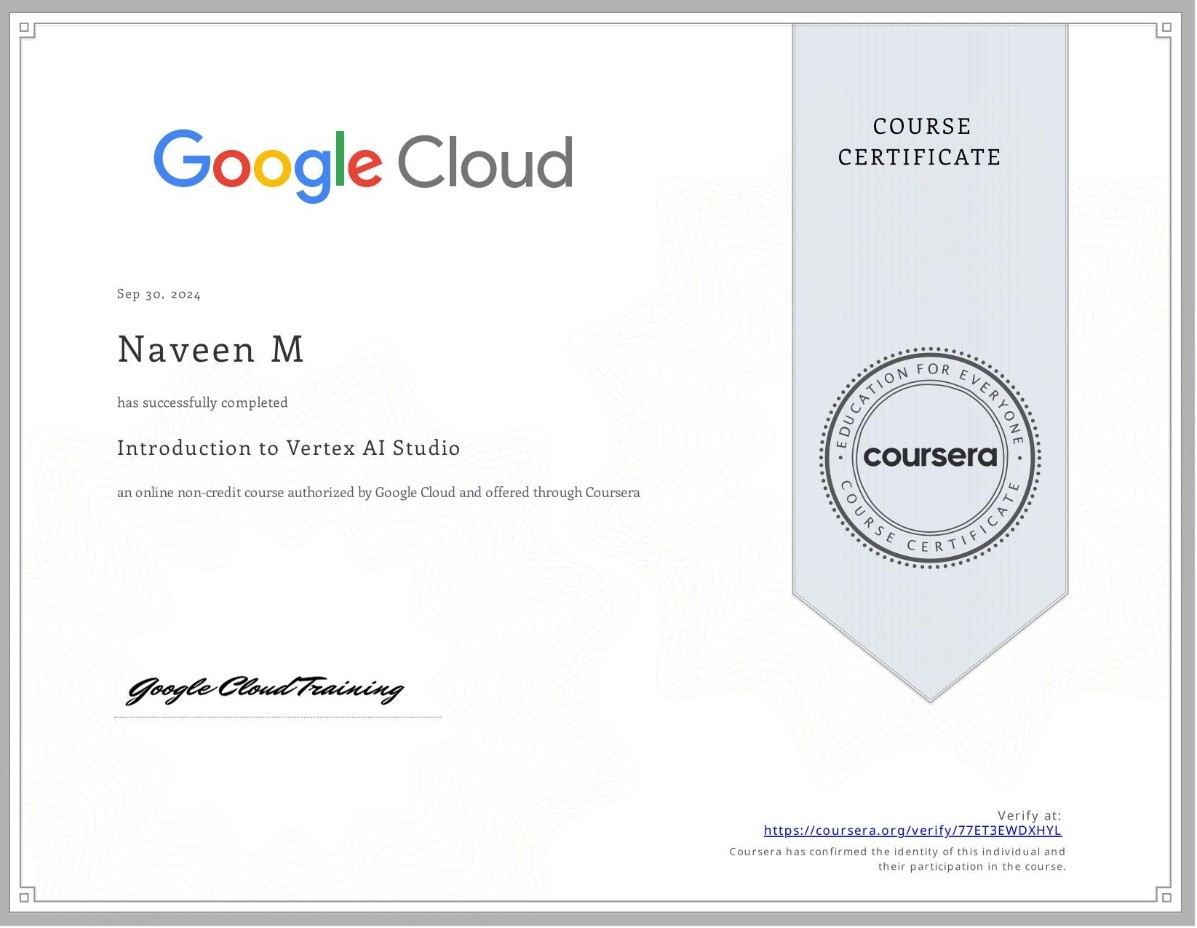 Google Cloud
COURSE
CERTIFICATE
Sep 30, 2024
Naveen M
has successfully completed
Introduction to Vertex AI Studio
an online non-credit course authorized by Google Cloud and offered through Coursera
EDUCATION FOR EVERYONE
coursera
COURSE CERTIFICATE
Google Cloud Training
Verify at:
https://coursera.org/verify/77ET3EWDXHYL
Coursera has confirmed the identity of this individual and
their participation in the course.